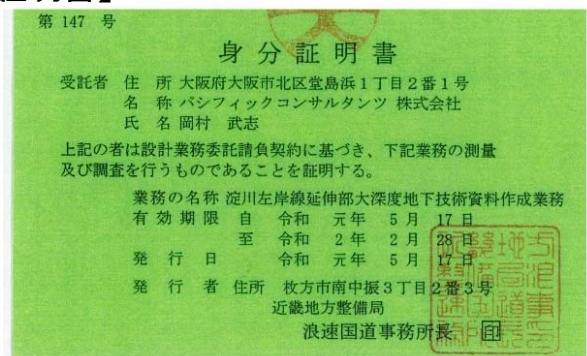 第 147 号
身分証明書
受託者 住 所 大阪府大阪市北区堂島浜1丁目2番1号
名 称 パシフィックコンサルタンツ 株式会社
氏 名 岡村 武志
上記の者は設計業務委託請負契約に基づき、下記業務の測量
及び調査を行うものであることを証明する。
業務の名称 淀川左岸線延伸部大深度地下技術資料作成業務
有効期限 自 令和 元年 5月 17日
至 令和 2年 2月 28日
発行日 令和 元年 5月 17日
発行者 住所 枚方市南中振3丁目2番3号
近畿地方整備局
浪速国道事務所長 印